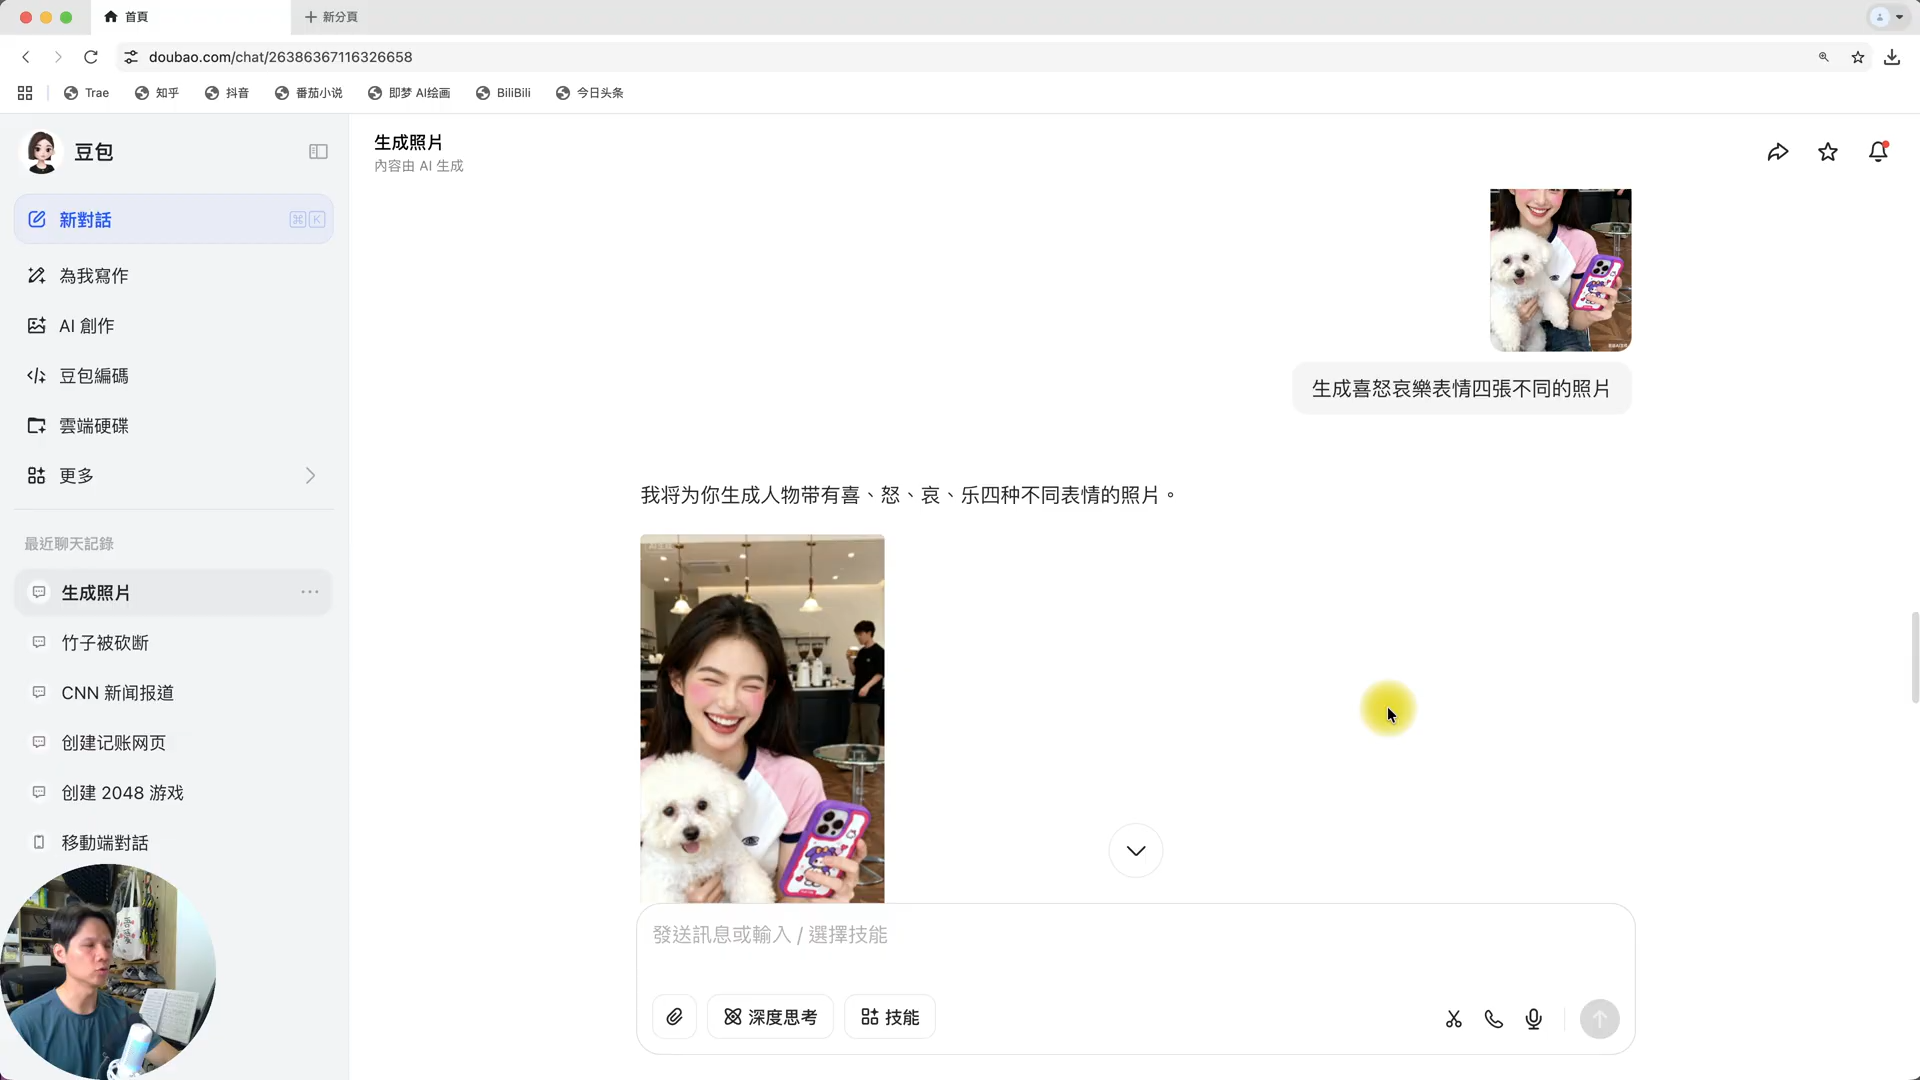 首頁
新分頁
doubao.com/chat/26386367116326658
Trae
知乎
抖音
番茄小说
即梦 AI绘画
BiliBili
今日头条
豆包
生成照片
內容由 AI 生成
新對話
⌘ K
為我寫作
AI 創作
豆包編碼
雲端硬碟
更多
最近聊天記錄
生成照片
竹子被砍断
CNN 新闻报道
创建记账网页
创建 2048 游戏
移動端對話
生成喜怒哀樂表情四張不同的照片
我将为你生成人物带有喜、怒、哀、乐四种不同表情的照片。
AI生成
發送訊息或輸入 / 選擇技能
深度思考
技能